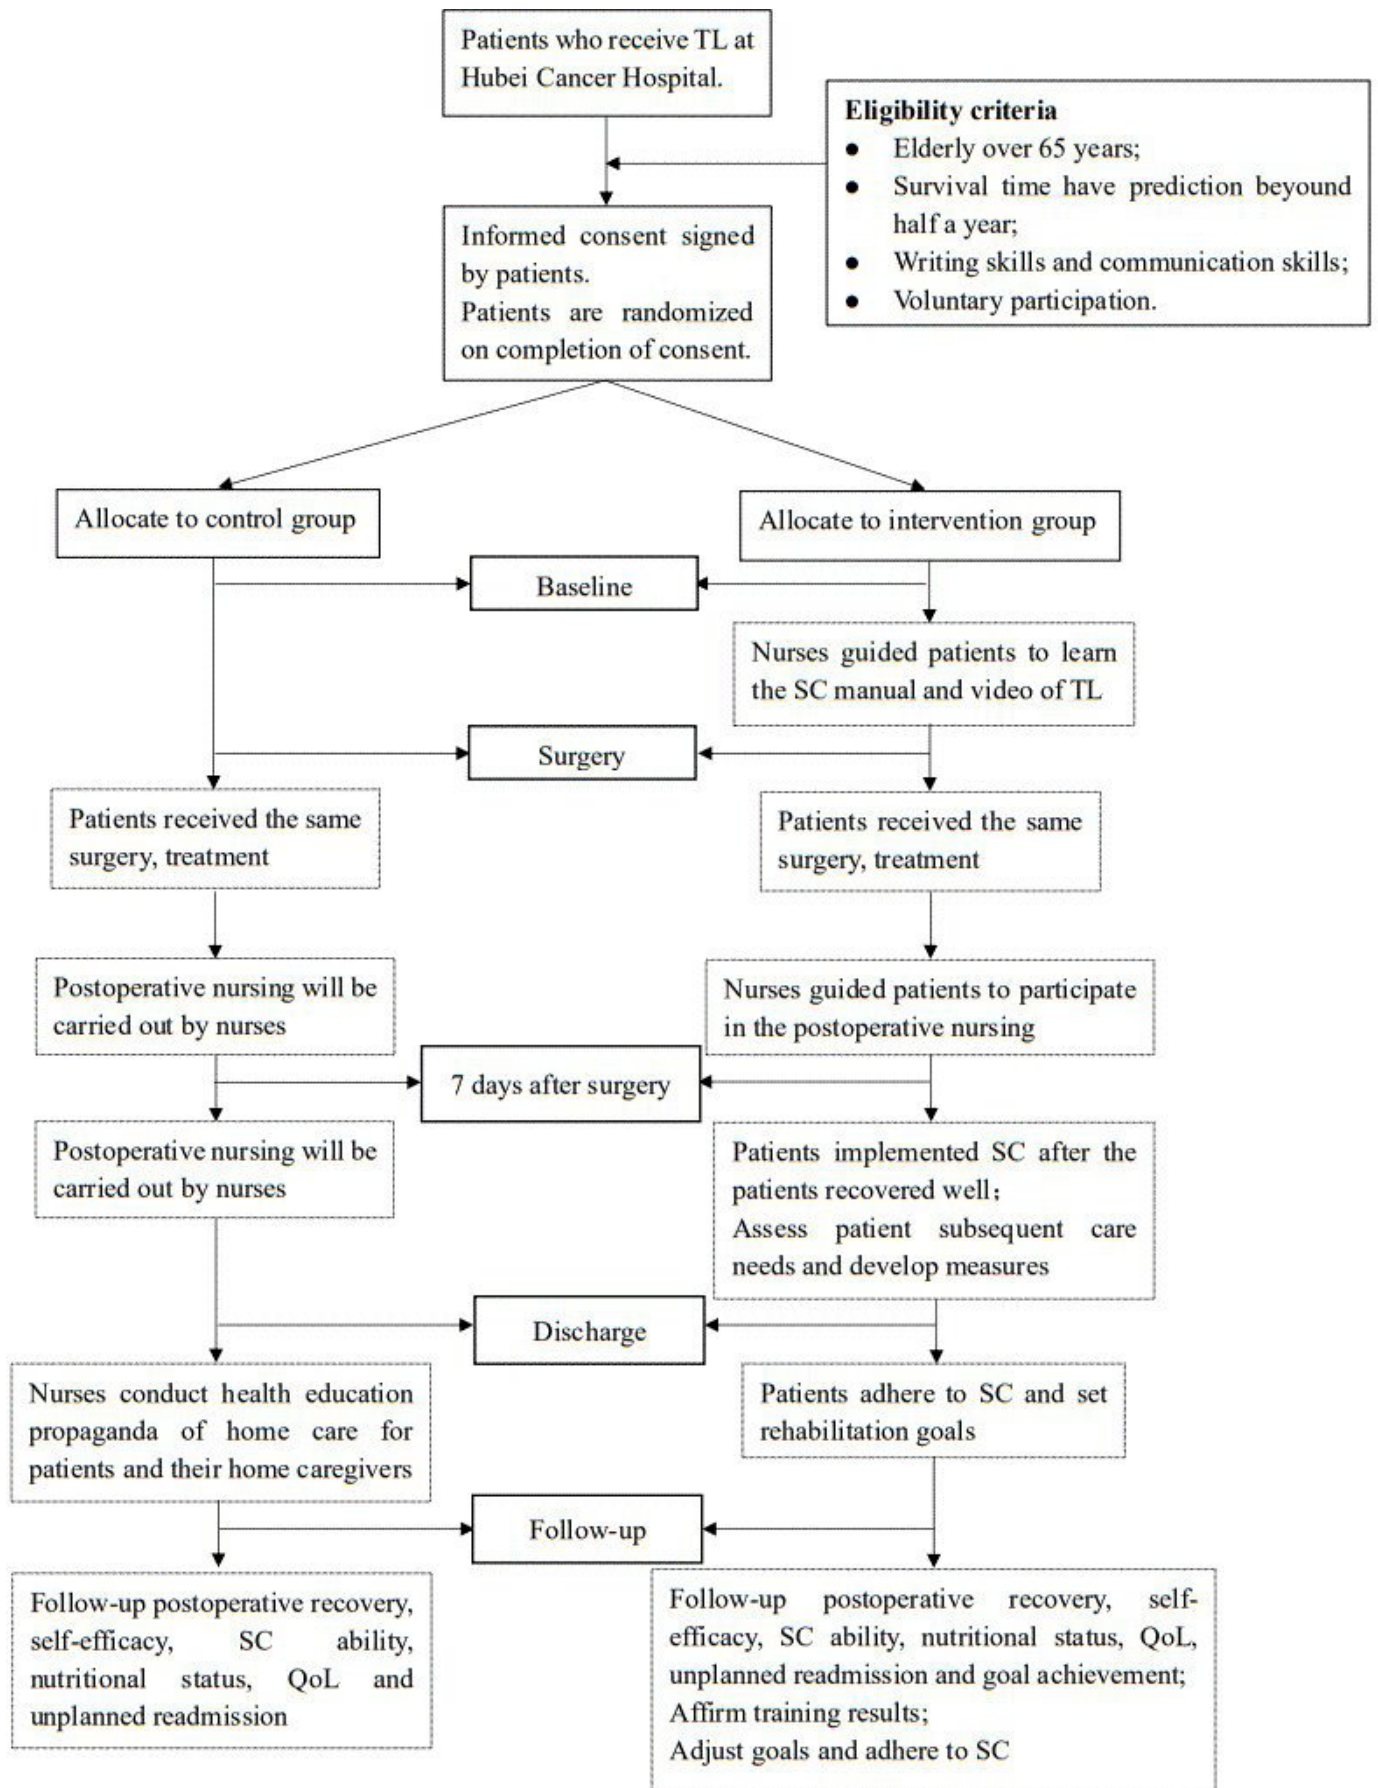 Patients who receive TL at
Hubei Cancer Hospital.
Eligibility criteria
● Elderly over 65 years;
● Survival time have prediction beyound
half a year;
● Writing skills and communication skills;
● Voluntary participation.
Informed consent signed
by patients.
Patients are randomized
on completion of consent.
Allocate to control group
Allocate to intervention group
Baseline
Nurses guided patients to learn
the SC manual and video of TL
Surgery
Patients received the same
surgery, treatment
Patients received the same
surgery, treatment
Postoperative nursing will be
carried out by nurses
Nurses guided patients to participate
in the postoperative nursing
7 days after surgery
Postoperative nursing will be
carried out by nurses
Patients implemented SC after the
patients recovered well；
Assess patient subsequent care
needs and develop measures
Discharge
Nurses conduct health education
propaganda of home care for
patients and their home caregivers
Patients adhere to SC and set
rehabilitation goals
Follow-up
Follow-up postoperative recovery,
self-efficacy, SC ability,
nutritional status, QoL and
unplanned readmission
Follow-up postoperative recovery, self-
efficacy, SC ability, nutritional status, QoL,
unplanned readmission and goal achievement;
Affirm training results;
Adjust goals and adhere to SC